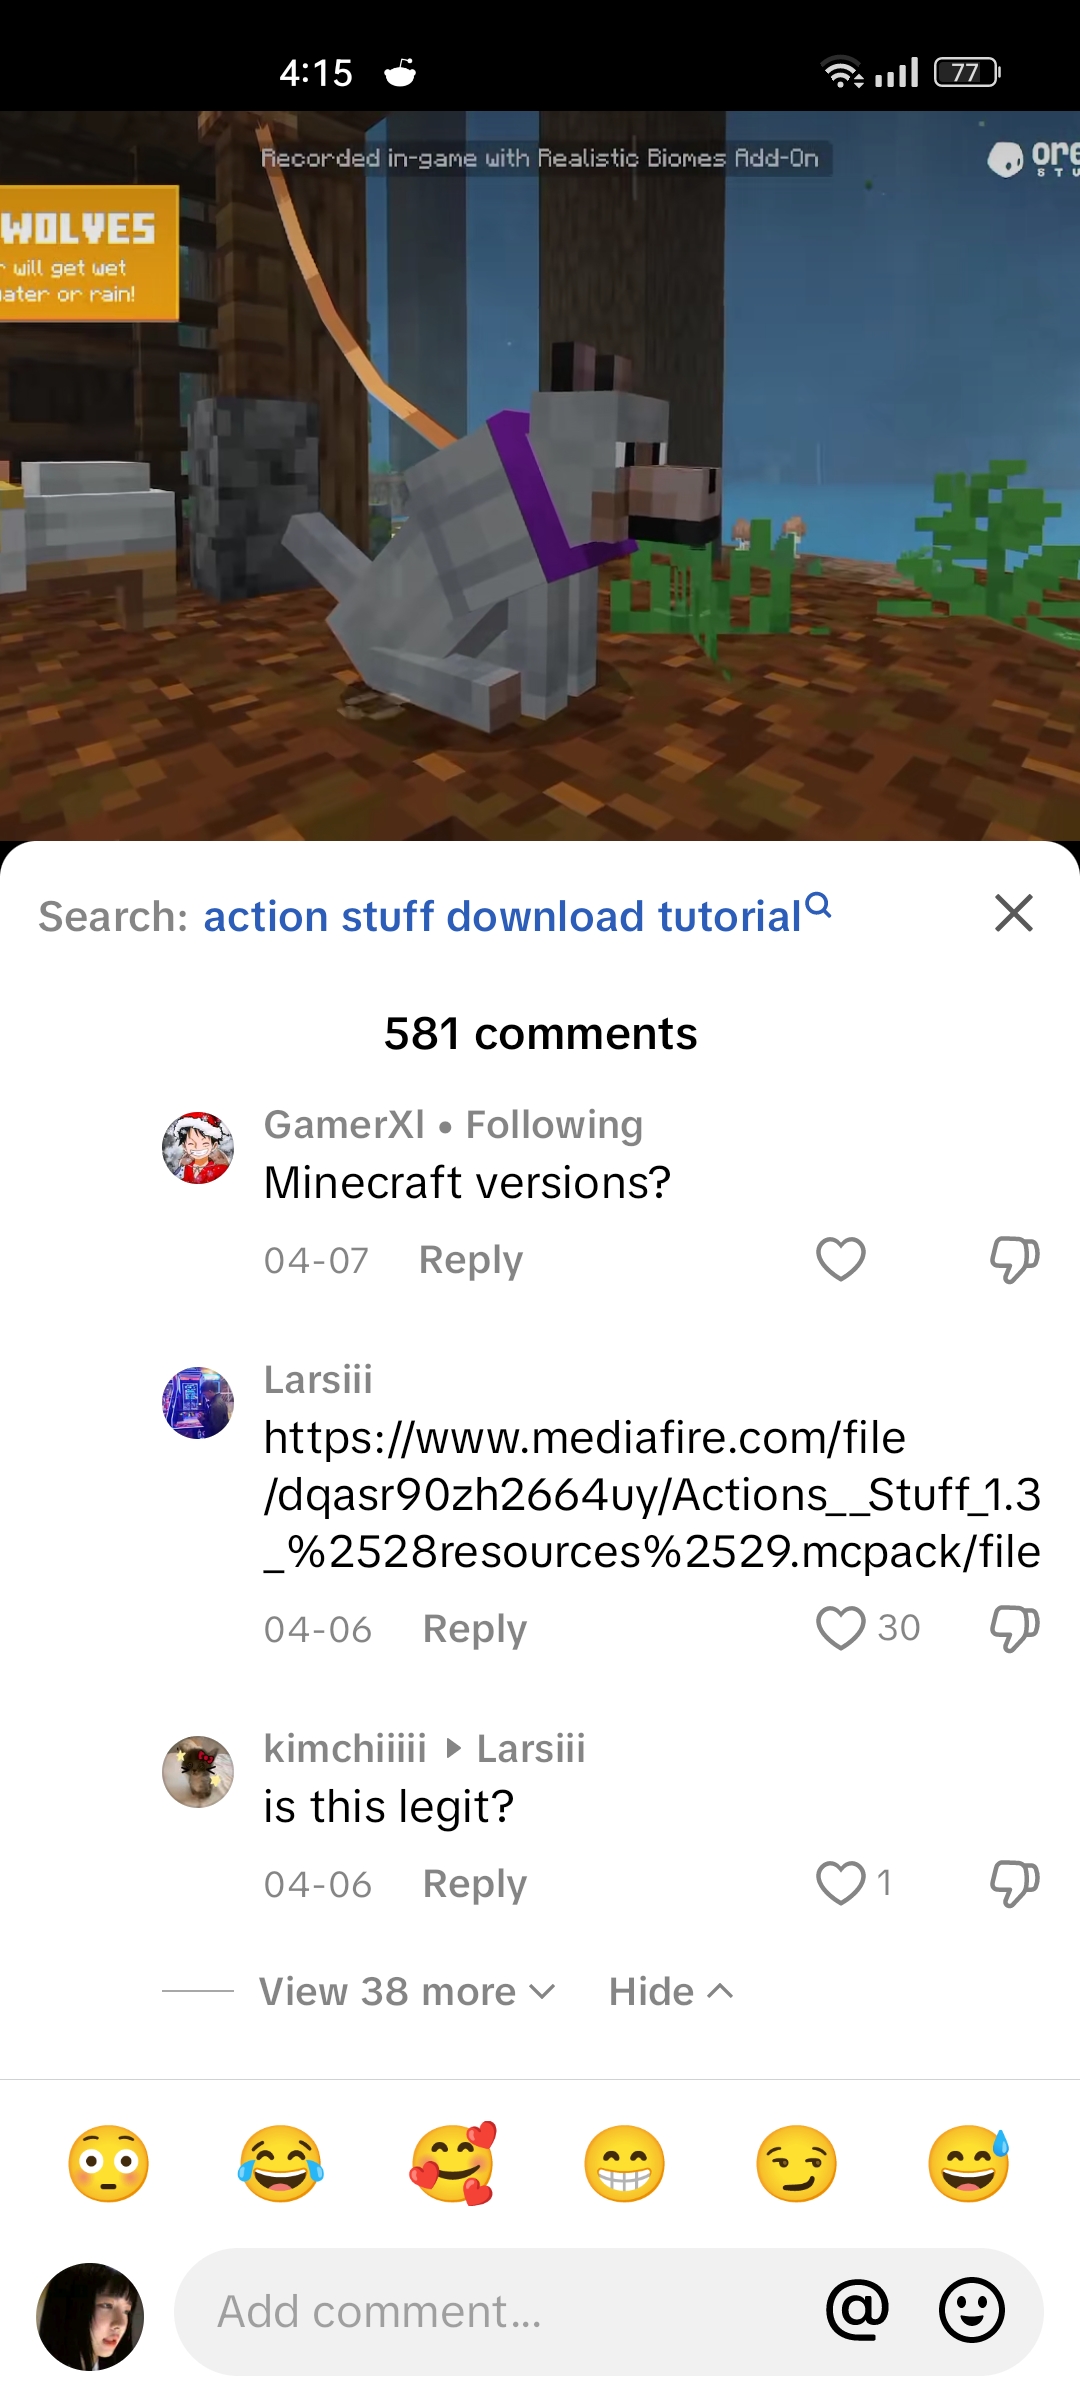 4:15
77
Recorded in-game with Realistic Biomes Add-On
ore
STU
WOLVES
will get wet
ater or rain!
Search: action stuff download tutorial
581 comments
GamerXl • Following
Minecraft versions?
04-07 Reply
Larsiii
https://www.mediafire.com/file
/dqasr90zh2664uy/Actions__Stuff_1.3
_%2528resources%2529.mcpack/file
04-06 Reply 30
kimchiiiii ▸ Larsiii
is this legit?
04-06 Reply 1
View 38 more Hide
Add comment... @